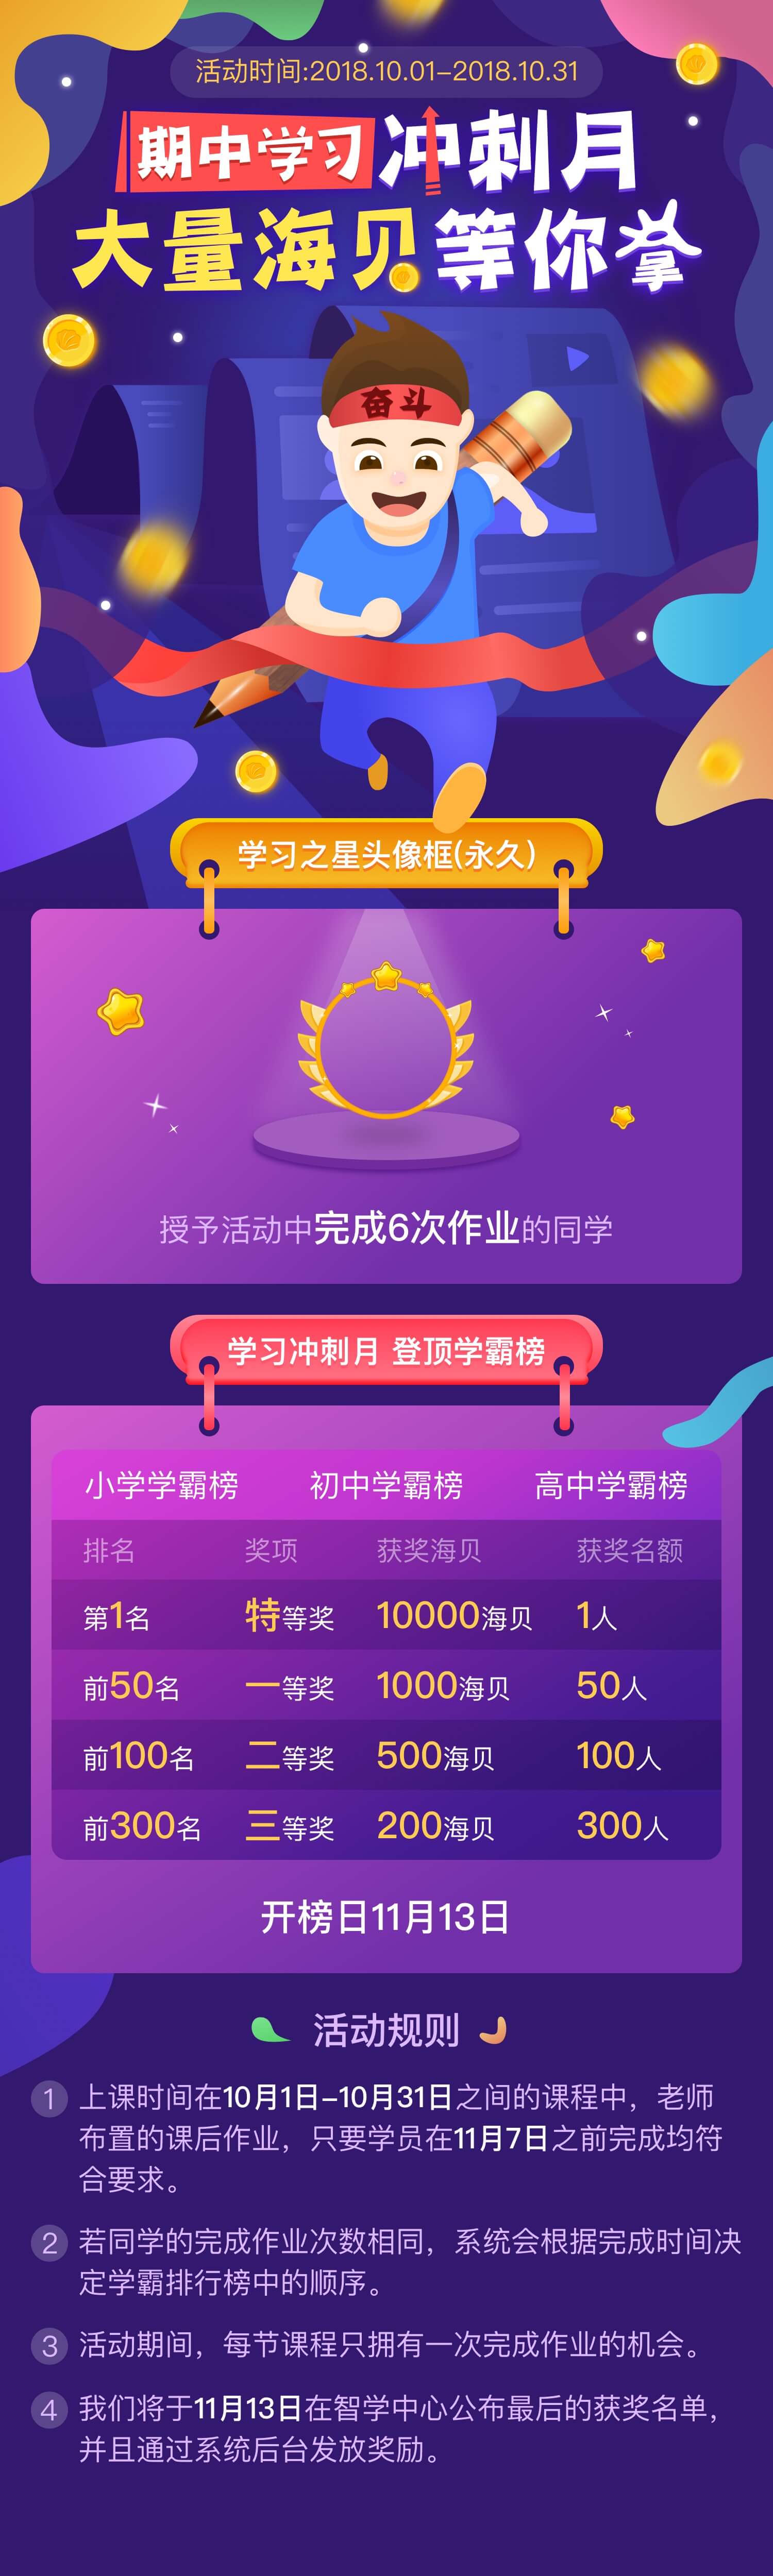 活动时间:2018.10.01-2018.10.31
期中学习冲刺月
大量海贝等你拿
奋斗
学习之星头像框(永久)
授予活动中完成6次作业的同学
学习冲刺月 登顶学霸榜
小学学霸榜 初中学霸榜 高中学霸榜
排名 奖项 获奖海贝 获奖名额
第1名 特等奖 10000海贝 1人
前50名 一等奖 1000海贝 50人
前100名 二等奖 500海贝 100人
前300名 三等奖 200海贝 300人
开榜日11月13日
活动规则
1 上课时间在10月1日-10月31日之间的课程中，老师
布置的课后作业，只要学员在11月7日之前完成均符
合要求。
2 若同学的完成作业次数相同，系统会根据完成时间决
定学霸排行榜中的顺序。
3 活动期间，每节课程只拥有一次完成作业的机会。
4 我们将于11月13日在智学中心公布最后的获奖名单，
并且通过系统后台发放奖励。